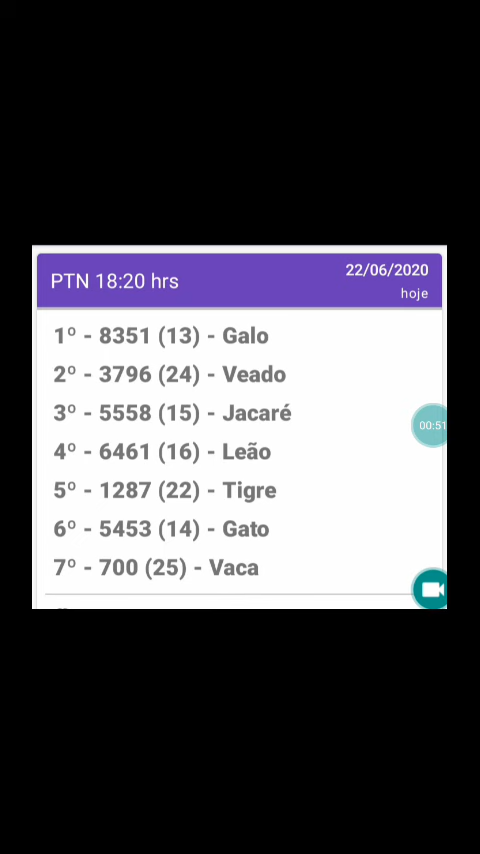 PTN 18:20 hrs
22/06/2020
hoje
1º - 8351 (13) - Galo
2º - 3796 (24) - Veado
3º - 5558 (15) - Jacaré
00:51
4º - 6461 (16) - Leão
5º - 1287 (22) - Tigre
6º - 5453 (14) - Gato
7º - 700 (25) - Vaca